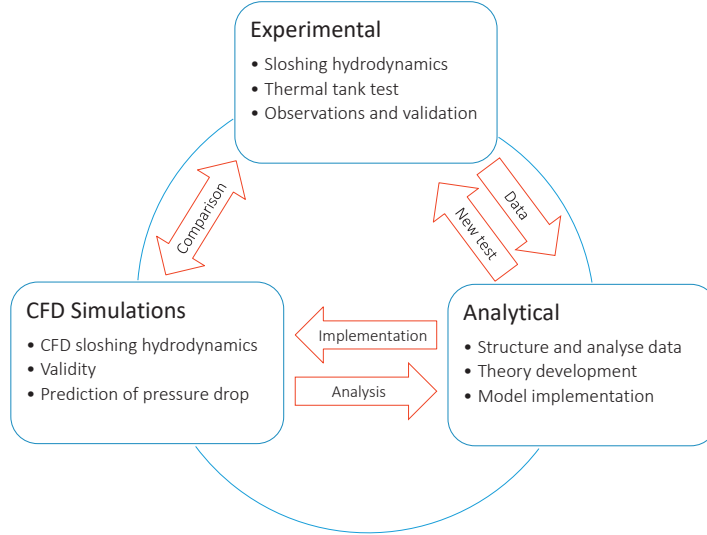 Experimental
• Sloshing hydrodynamics
• Thermal tank test
• Observations and validation
Comparison
Data
New test
CFD Simulations
• CFD sloshing hydrodynamics
• Validity
• Prediction of pressure drop
Implementation
Analysis
Analytical
• Structure and analyse data
• Theory development
• Model implementation